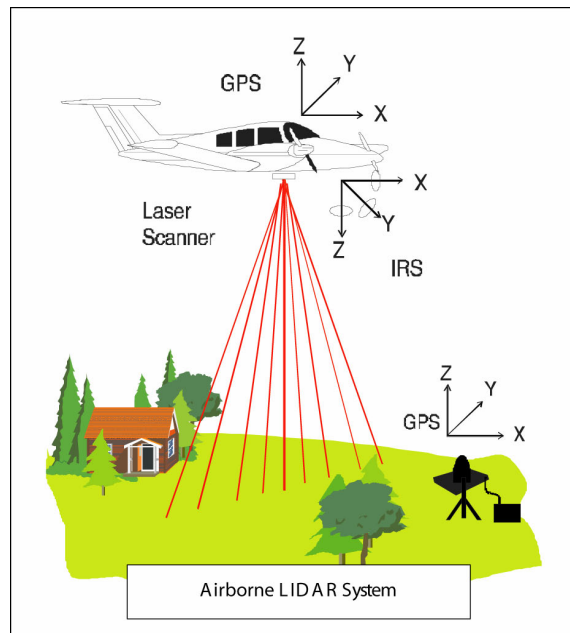 Z
Y
GPS
X
X
Laser
Scanner
Y
Z
IRS
Z
Y
GPS
X
Airborne LIDAR System